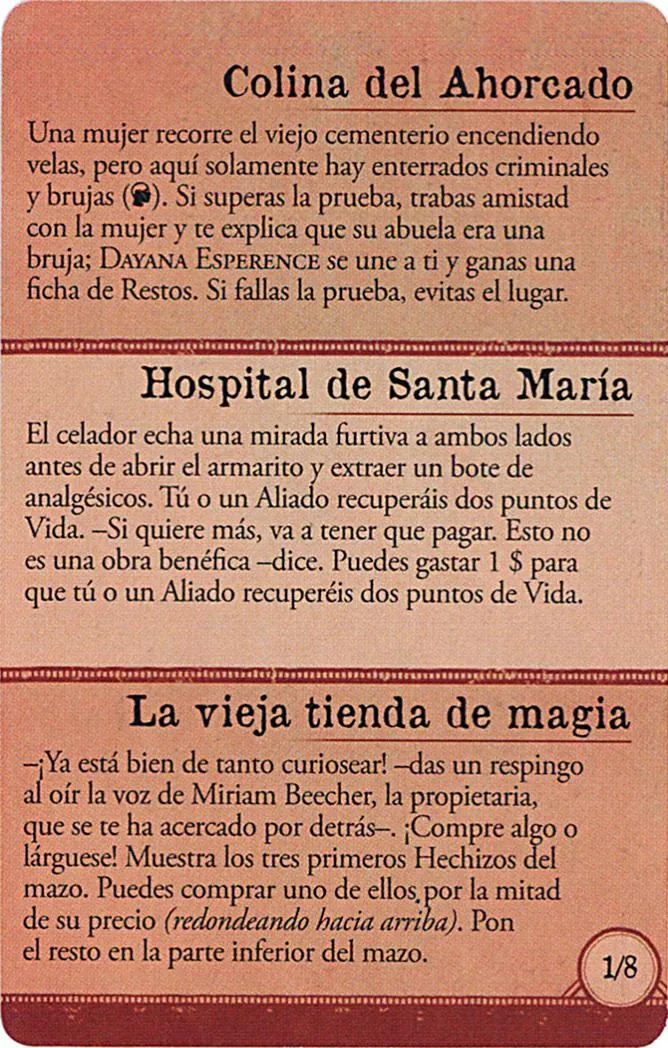 Colina del Ahorcado
Una mujer recorre el viejo cementerio encendiendo
velas, pero aquí solamente hay enterrados criminales
y brujas (). Si superas la prueba, trabas amistad
con la mujer y te explica que su abuela era una
bruja; DAYANA ESPERENCE se une a ti y ganas una
ficha de Restos. Si fallas la prueba, evitas el lugar.
Hospital de Santa María
El celador echa una mirada furtiva a ambos lados
antes de abrir el armarito y extraer un bote de
analgésicos. Tú o un Aliado recuperáis dos puntos de
Vida. –Si quiere más, va a tener que pagar. Esto no
es una obra benéfica –dice. Puedes gastar 1 $ para
que tú o un Aliado recuperéis dos puntos de Vida.
La vieja tienda de magia
–¡Ya está bien de tanto curiosear! –das un respingo
al oír la voz de Miriam Beecher, la propietaria,
que se te ha acercado por detrás–. ¡Compre algo o
lárguese! Muestra los tres primeros Hechizos del
mazo. Puedes comprar uno de ellos por la mitad
de su precio (redondeando hacia arriba). Pon
el resto en la parte inferior del mazo.
1/8